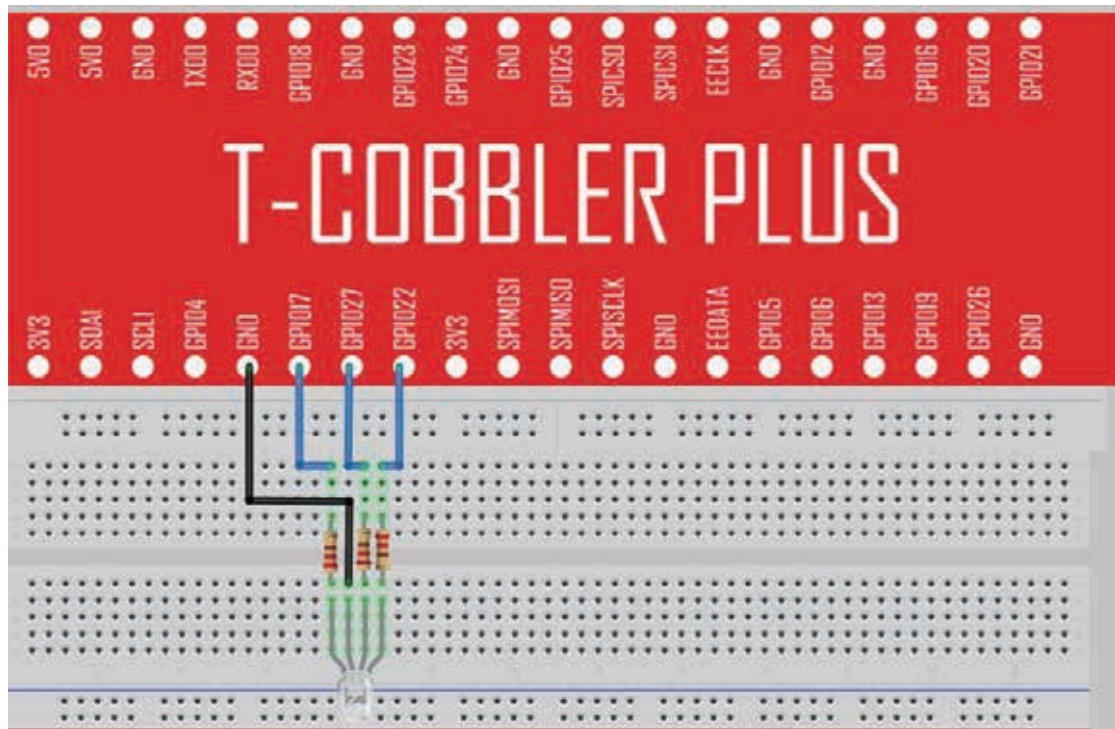 5V0 5V0 GND TXD0 RXD0 GPIO18 GND GPIO23 GPIO24 GND GPIO25 SPICS0 SPICS1 EECLK GND GPIO12 GND GPIO16 GPIO20 GPIO21
T-COBBLER PLUS
3V3 SDA1 SCL1 GPIO4 GND GPIO17 GPIO27 GPIO22 3V3 SPIMOSI SPIMISO SPISCLK GND EEDATA GPIO5 GPIO6 GPIO13 GPIO19 GPIO26 GND